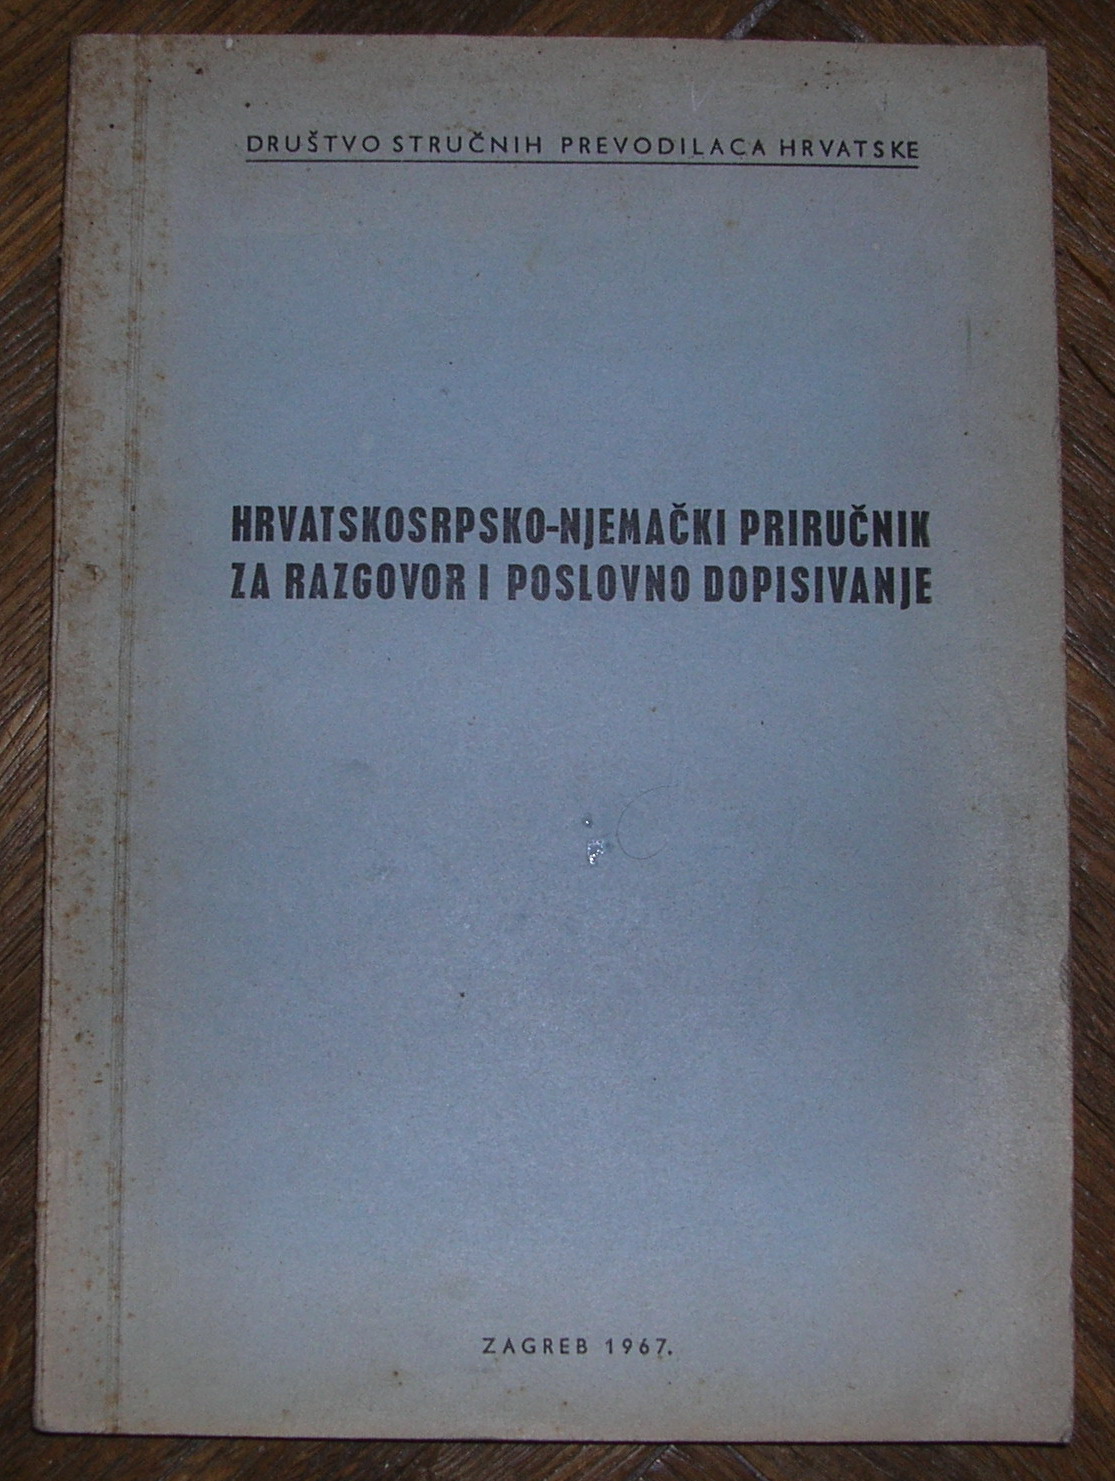 DRUŠTVO STRUČNIH PREVODILACA HRVATSKE
HRVATSKOSRPSKO-NJEMAČKI PRIRUČNIK
ZA RAZGOVOR I POSLOVNO DOPISIVANJE
ZAGREB 1967.